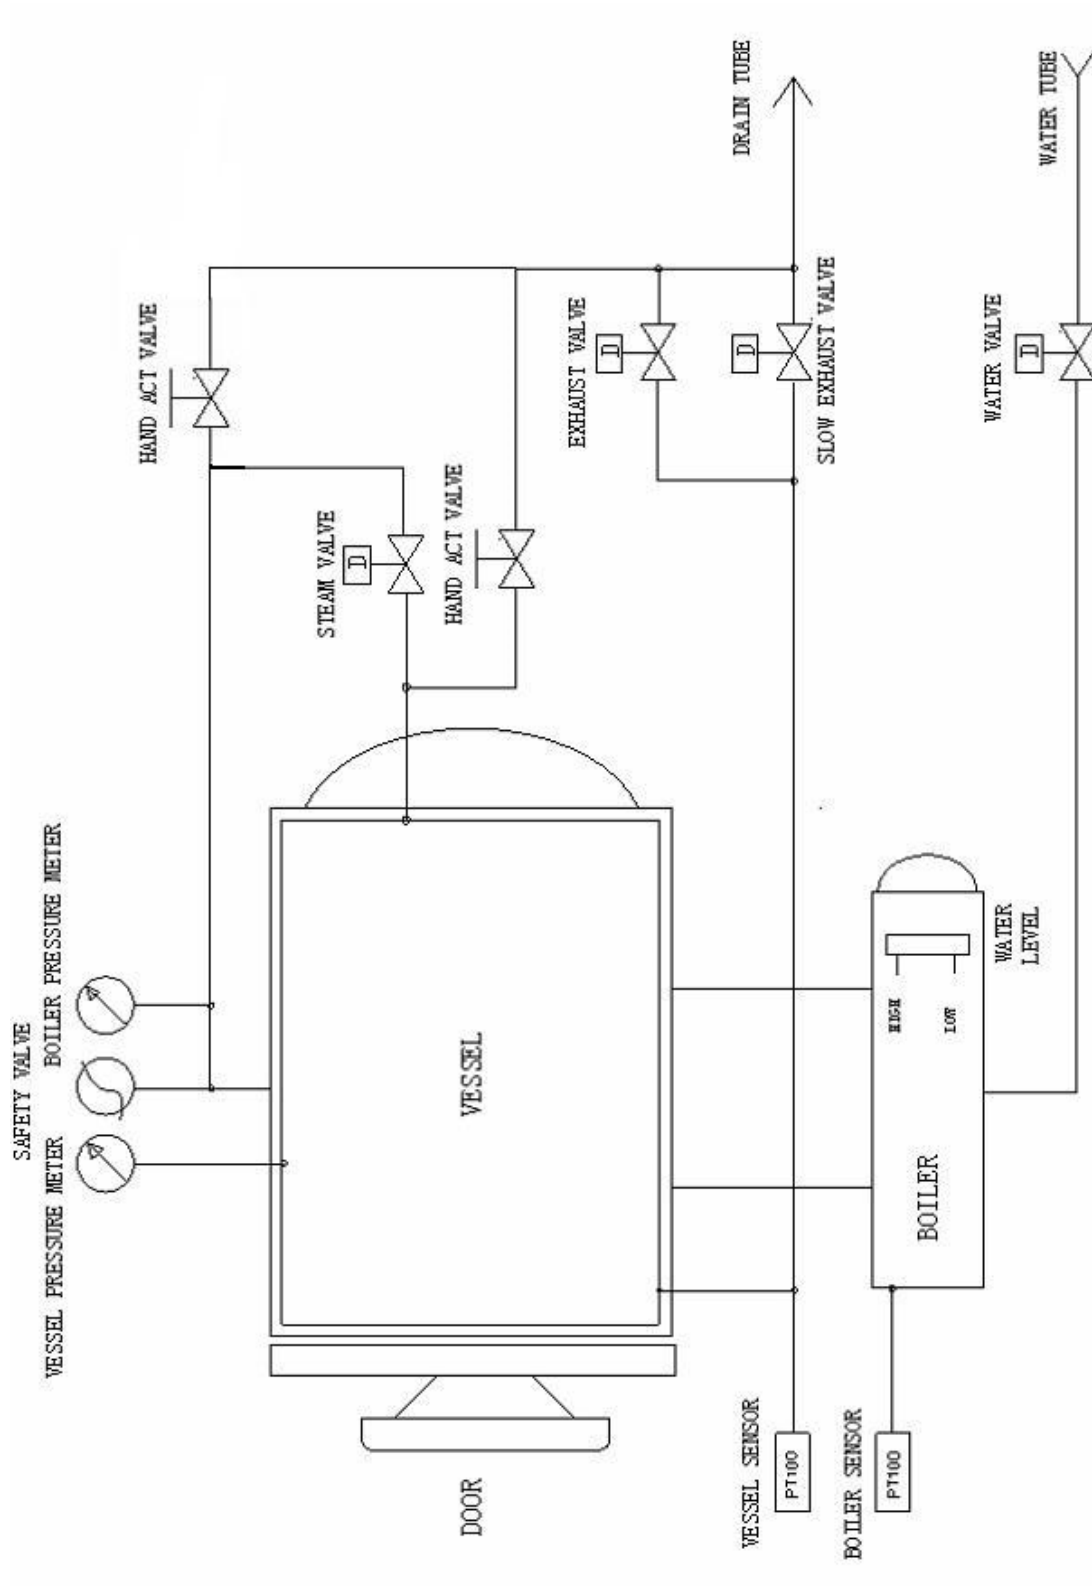 SAFETY VALVE
VESSEL PRESSURE METER
BOILER PRESSURE METER
HAND ACT VALVE
STEAM VALVE
D
HAND ACT VALVE
EXHAUST VALVE
D
DRAIN TUBE
D
SLOW EXHAUST VALVE
DOOR
VESSEL
VESSEL SENSOR
PT100
BOILER SENSOR
PT100
BOILER
HIGH
LOW
WATER
LEVEL
WATER VALVE
D
WATER TUBE